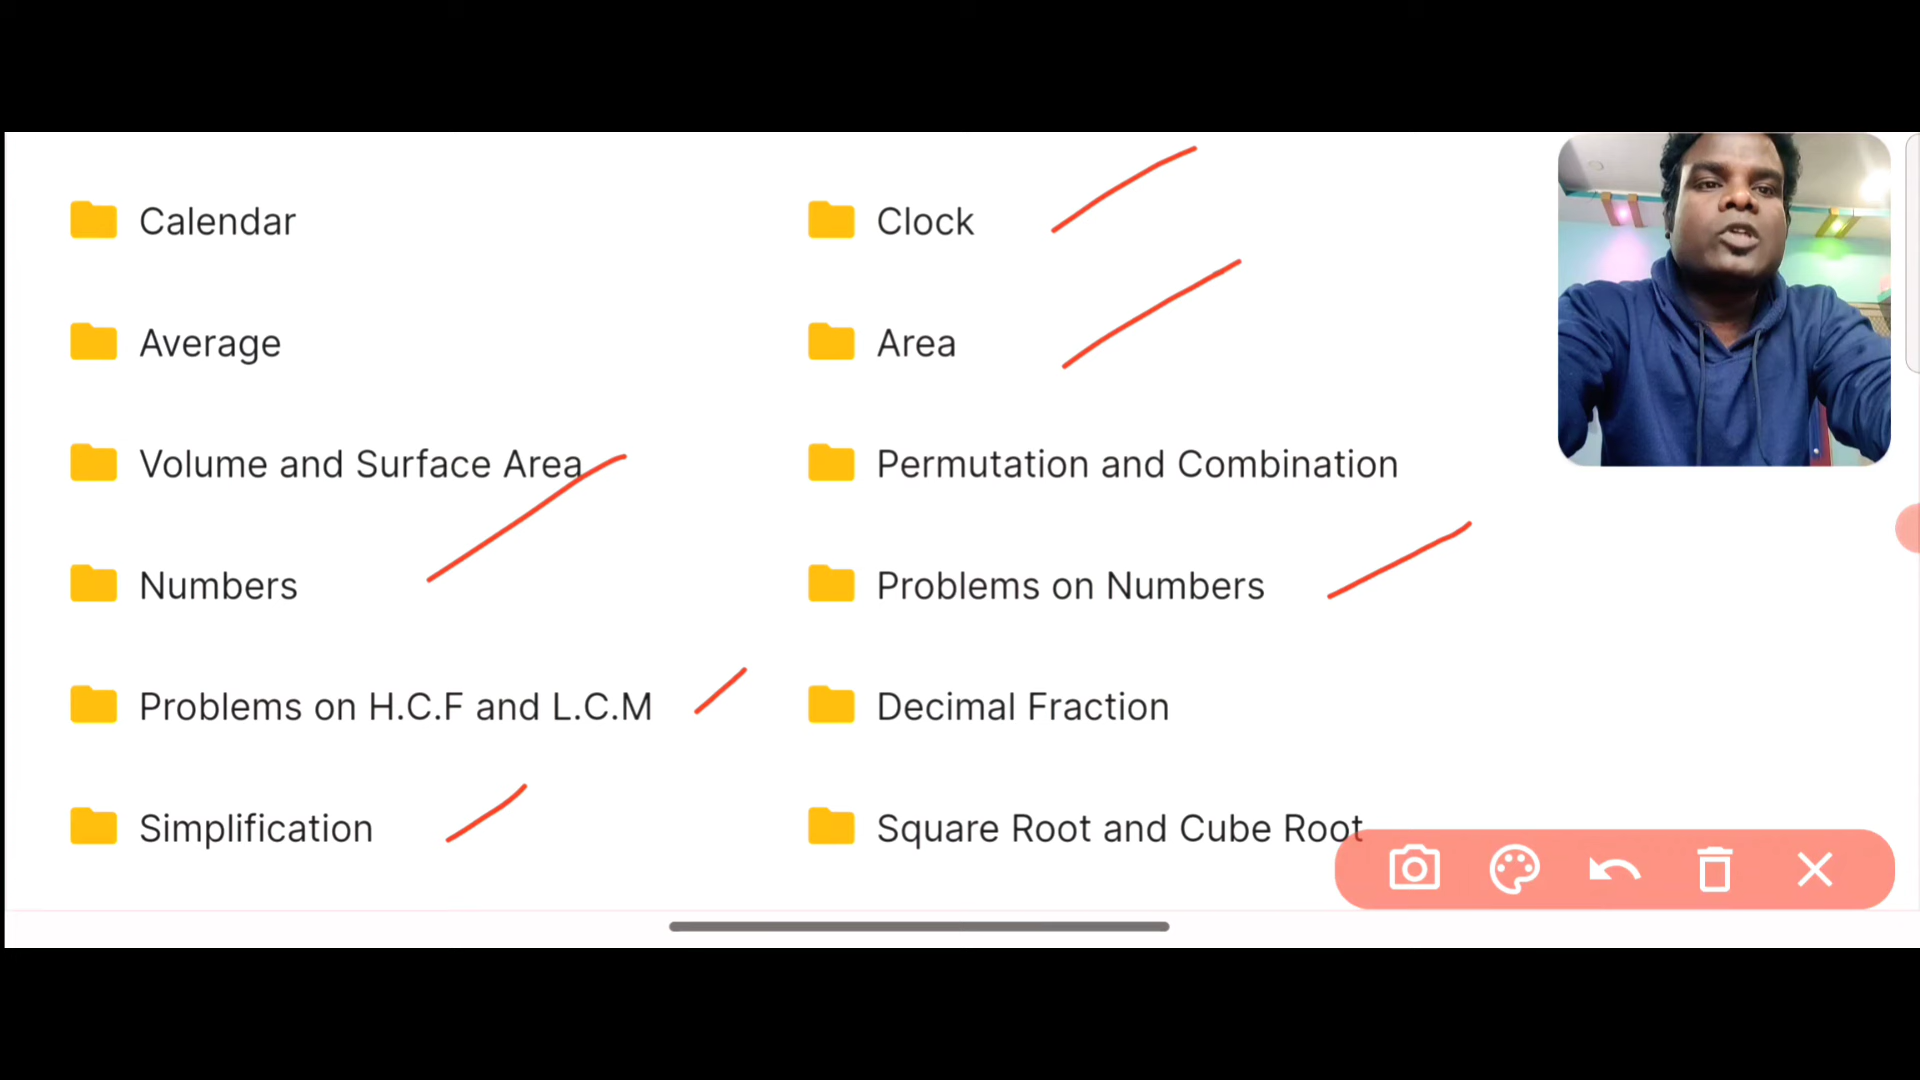 Calendar
Clock
Average
Area
Volume and Surface Area
Permutation and Combination
Numbers
Problems on Numbers
Problems on H.C.F and L.C.M
Decimal Fraction
Simplification
Square Root and Cube Root